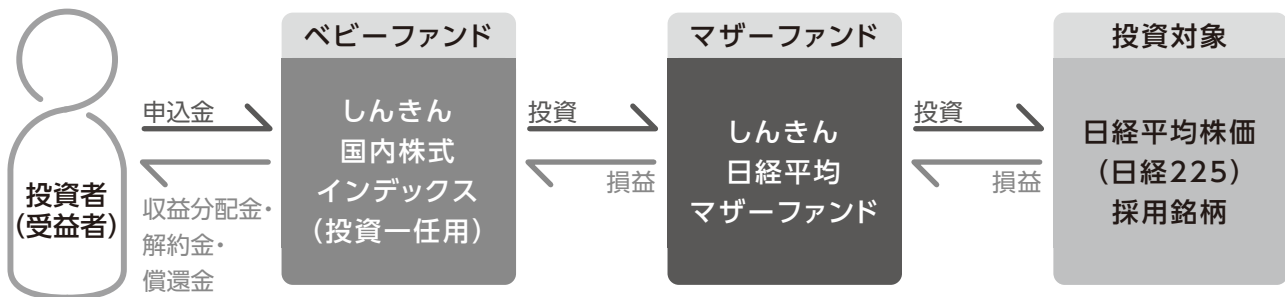 投資者
(受益者)
申込金
収益分配金・
解約金・
償還金
ベビーファンド
しんきん
国内株式
インデックス
(投資一任用)
投資
損益
マザーファンド
しんきん
日経平均
マザーファンド
投資
損益
投資対象
日経平均株価
(日経225)
採用銘柄